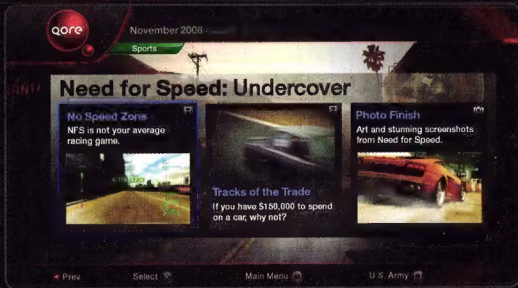 qore
November 2008
Sports
Need for Speed: Undercover
No Speed Zone
NFS is not your average
racing game.
Tracks of the Trade
If you have $150,000 to spend
on a car, why not?
Photo Finish
Art and stunning screenshots
from Need for Speed.
Prev
Select
Main Menu
U.S. Army